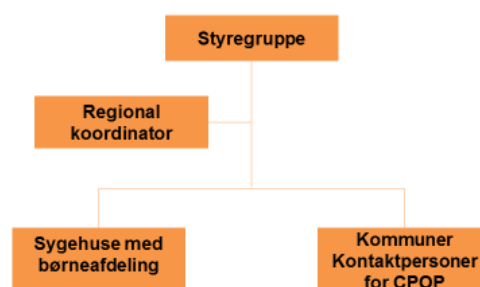 Styregruppe
Regional
koordinator
Sygehuse med
børneafdeling
Kommuner
Kontaktpersoner
for CPOP